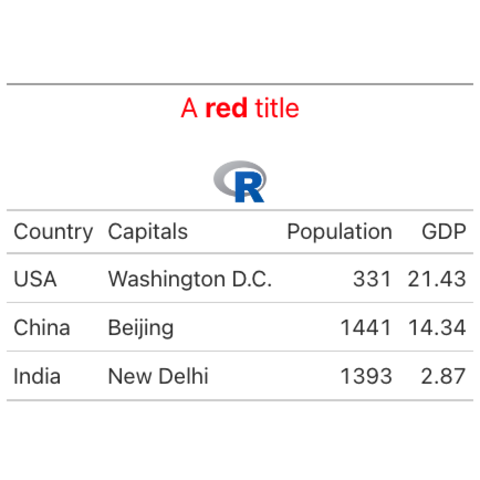 A red title
R
Country Capitals Population GDP
USA Washington D.C. 331 21.43
China Beijing 1441 14.34
India New Delhi 1393 2.87